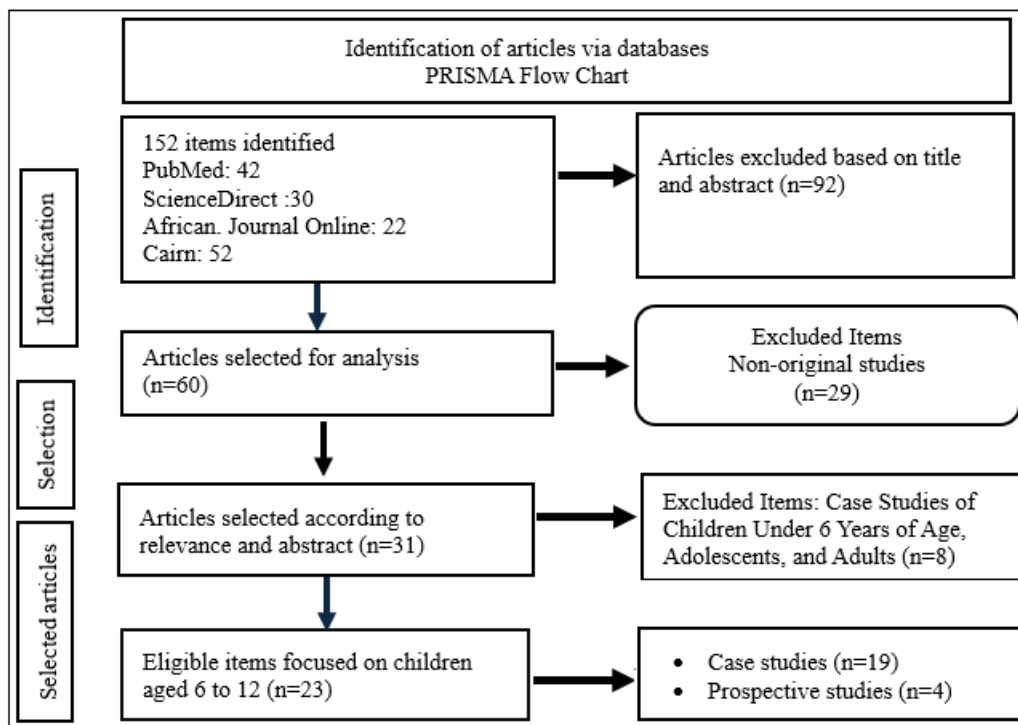 Identification of articles via databases
PRISMA Flow Chart
Identification
152 items identified
PubMed: 42
ScienceDirect :30
African. Journal Online: 22
Cairn: 52
Articles excluded based on title
and abstract (n=92)
Articles selected for analysis
(n=60)
Excluded Items
Non-original studies
(n=29)
Selection
Articles selected according to
relevance and abstract (n=31)
Excluded Items: Case Studies of
Children Under 6 Years of Age,
Adolescents, and Adults (n=8)
Selected articles
Eligible items focused on children
aged 6 to 12 (n=23)
• Case studies (n=19)
• Prospective studies (n=4)